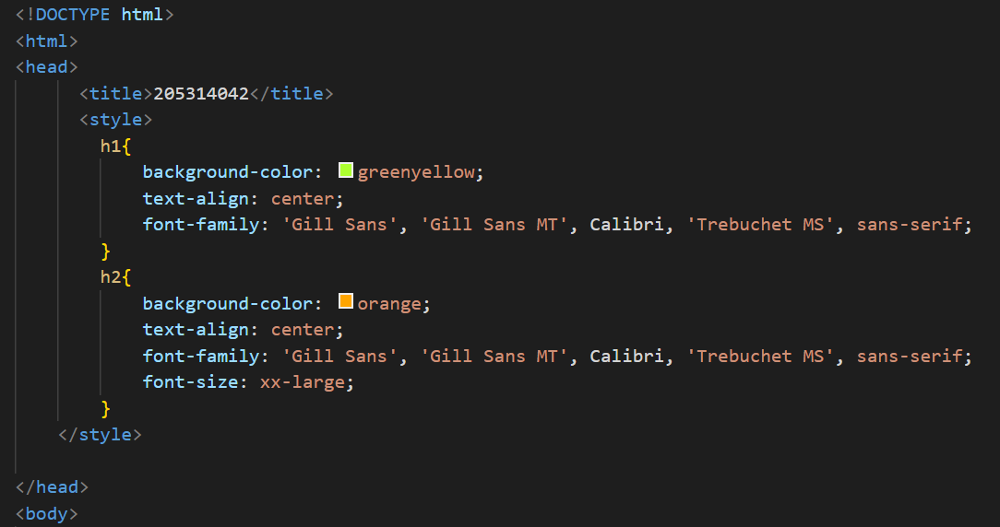 <!DOCTYPE html>
<html>
<head>
<title>205314042</title>
<style>
h1{
background-color: greenyellow;
text-align: center;
font-family: 'Gill Sans', 'Gill Sans MT', Calibri, 'Trebuchet MS', sans-serif;
}
h2{
background-color: orange;
text-align: center;
font-family: 'Gill Sans', 'Gill Sans MT', Calibri, 'Trebuchet MS', sans-serif;
font-size: xx-large;
}
</style>
</head>
<body>